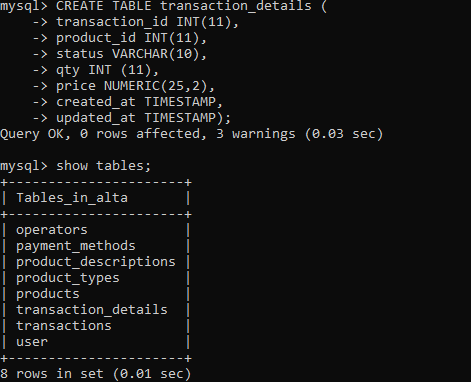 mysql> CREATE TABLE transaction_details (
    -> transaction_id INT(11),
    -> product_id INT(11),
    -> status VARCHAR(10),
    -> qty INT (11),
    -> price NUMERIC(25,2),
    -> created_at TIMESTAMP,
    -> updated_at TIMESTAMP);
Query OK, 0 rows affected, 3 warnings (0.03 sec)

mysql> show tables;
+----------------------+
| Tables_in_alta       |
+----------------------+
| operators            |
| payment_methods      |
| product_descriptions |
| product_types        |
| products             |
| transaction_details  |
| transactions         |
| user                 |
+----------------------+
8 rows in set (0.01 sec)